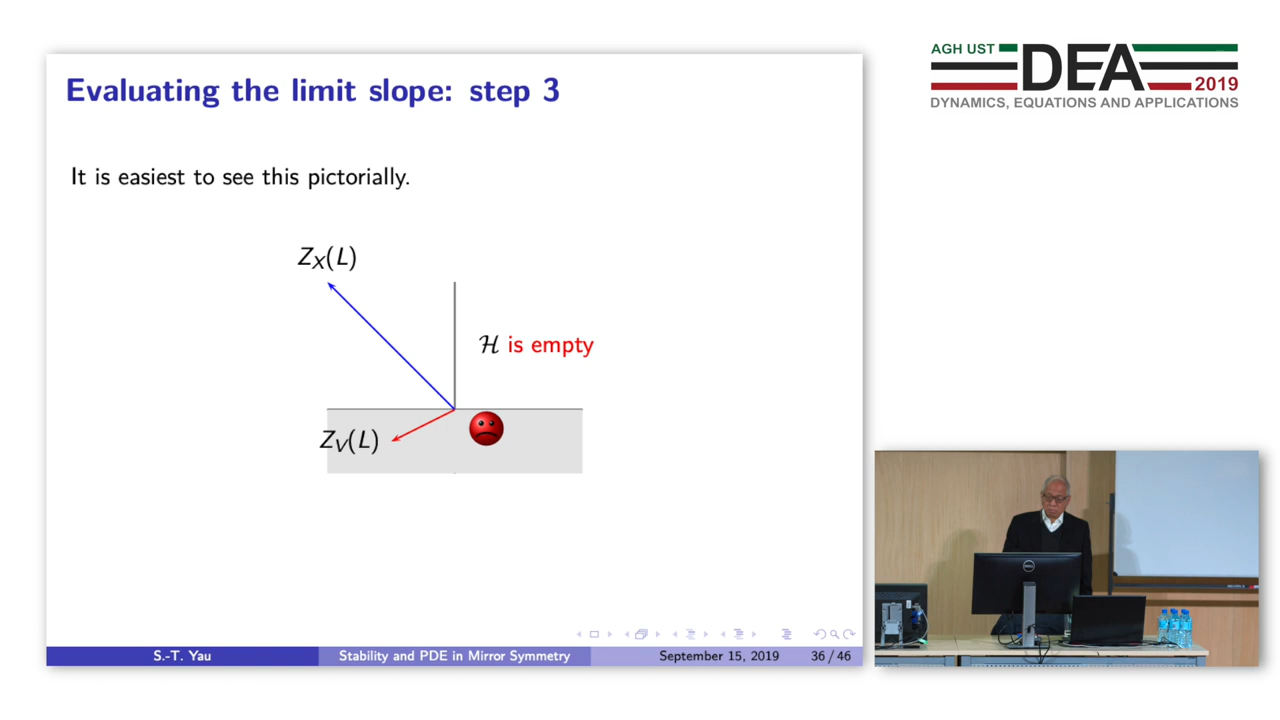 AGH UST
DEA
2019
DYNAMICS, EQUATIONS AND APPLICATIONS
Evaluating the limit slope: step 3
It is easiest to see this pictorially.
Z_X(L)
ℋ is empty
Z_V(L)
S.-T. Yau
Stability and PDE in Mirror Symmetry
September 15, 2019
36 / 46
DELL